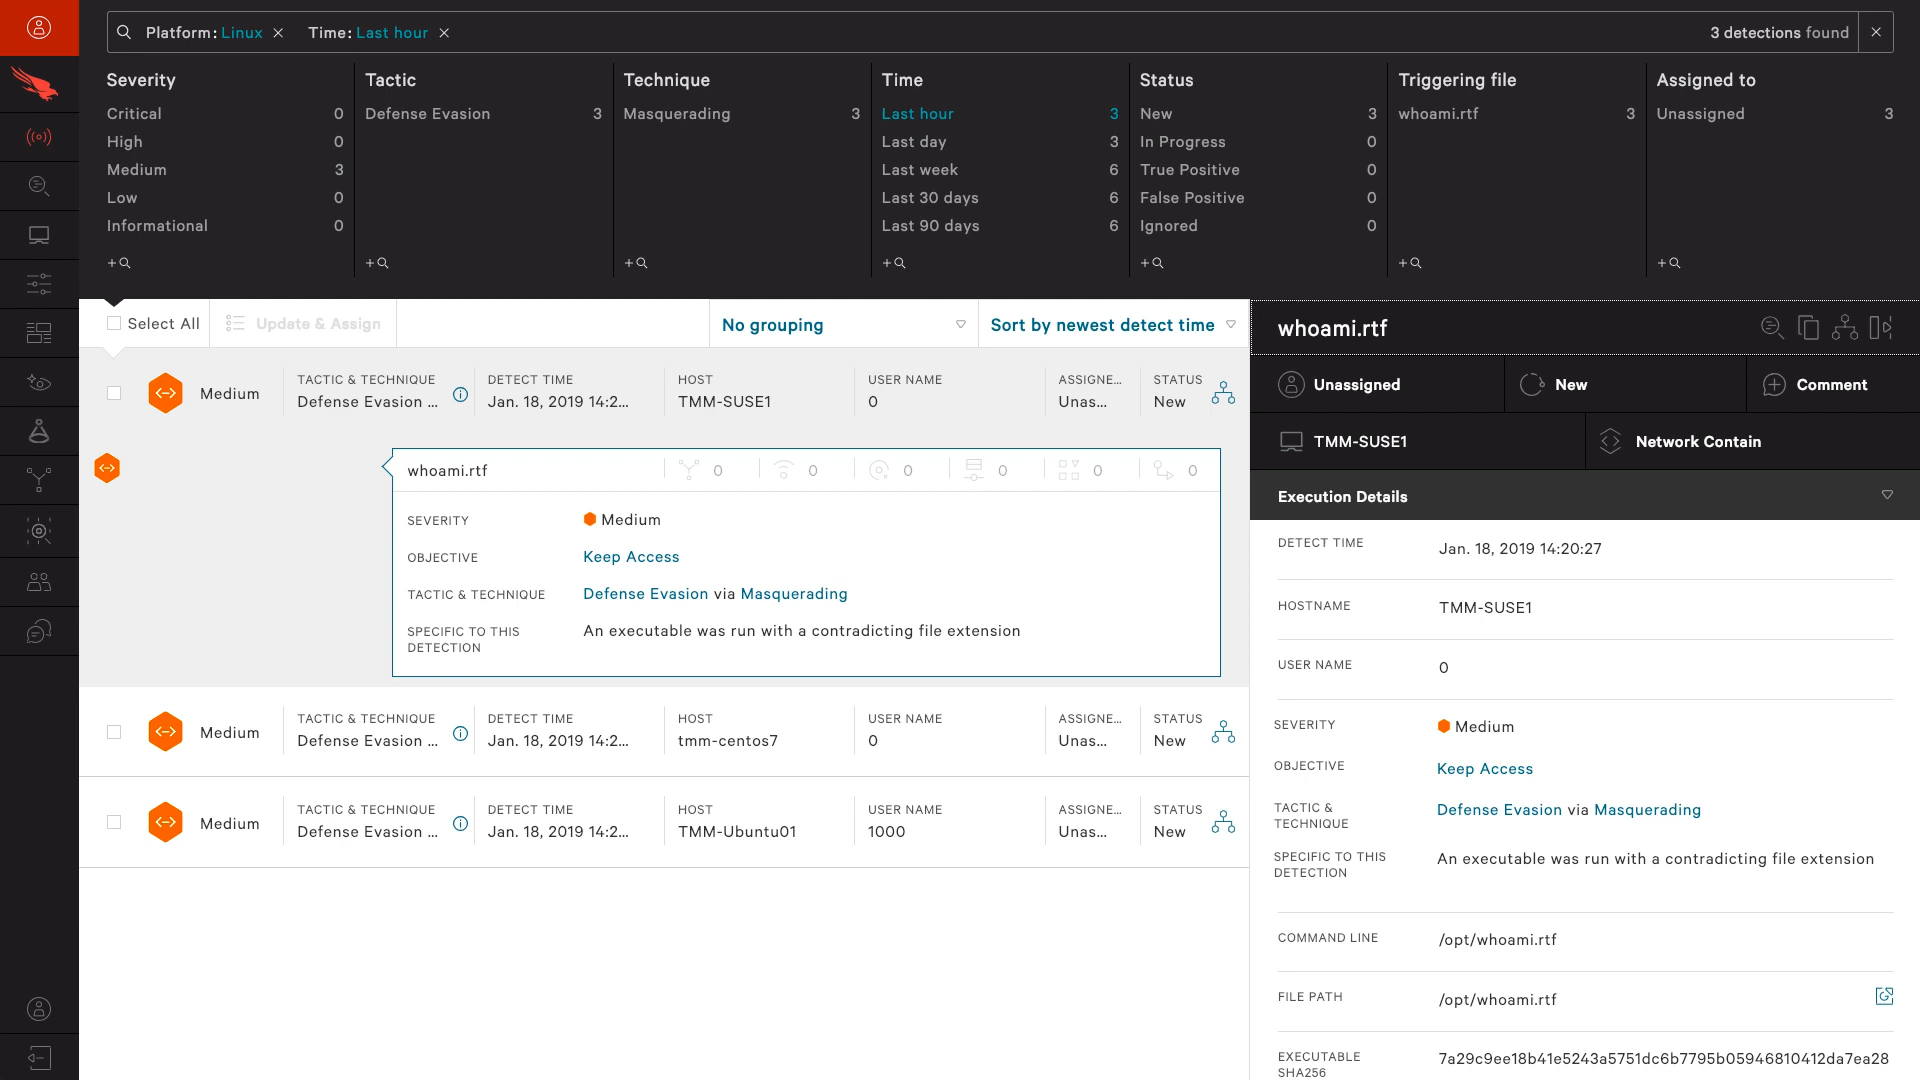 Platform: Linux × Time: Last hour × 3 detections found ×
Severity
Critical 0
High 0
Medium 3
Low 0
Informational 0
Tactic
Defense Evasion 3
Technique
Masquerading 3
Time
Last hour 3
Last day 3
Last week 6
Last 30 days 6
Last 90 days 6
Status
New 3
In Progress 0
True Positive 0
False Positive 0
Ignored 0
Triggering file
whoami.rtf 3
Assigned to
Unassigned 3
Select All Update & Assign No grouping Sort by newest detect time
Medium
TACTIC & TECHNIQUE
Defense Evasion ...
DETECT TIME
Jan. 18, 2019 14:2...
HOST
TMM-SUSE1
USER NAME
0
ASSIGNE...
Unas...
STATUS
New
whoami.rtf 0 0 0 0 0 0
SEVERITY Medium
OBJECTIVE Keep Access
TACTIC & TECHNIQUE Defense Evasion via Masquerading
SPECIFIC TO THIS DETECTION An executable was run with a contradicting file extension
Medium
TACTIC & TECHNIQUE
Defense Evasion ...
DETECT TIME
Jan. 18, 2019 14:2...
HOST
tmm-centos7
USER NAME
0
ASSIGNE...
Unas...
STATUS
New
Medium
TACTIC & TECHNIQUE
Defense Evasion ...
DETECT TIME
Jan. 18, 2019 14:2...
HOST
TMM-Ubuntu01
USER NAME
1000
ASSIGNE...
Unas...
STATUS
New
whoami.rtf
Unassigned New Comment
TMM-SUSE1 Network Contain
Execution Details
DETECT TIME Jan. 18, 2019 14:20:27
HOSTNAME TMM-SUSE1
USER NAME 0
SEVERITY Medium
OBJECTIVE Keep Access
TACTIC & TECHNIQUE Defense Evasion via Masquerading
SPECIFIC TO THIS DETECTION An executable was run with a contradicting file extension
COMMAND LINE /opt/whoami.rtf
FILE PATH /opt/whoami.rtf
EXECUTABLE SHA256 7a29c9ee18b41e5243a5751dc6b7795b05946810412da7ea28